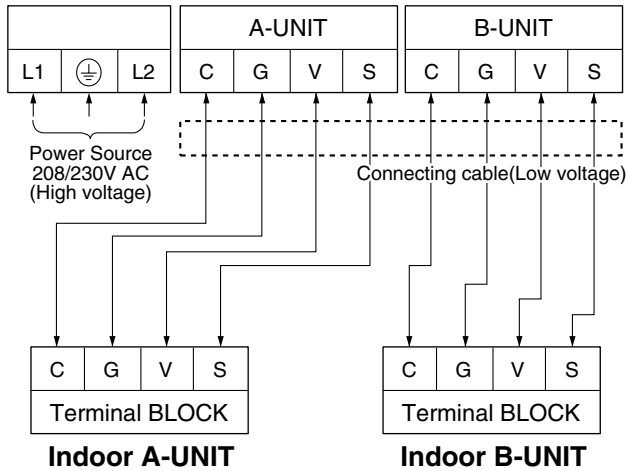 A-UNIT B-UNIT
L1 L2 C G V S C G V S
Power Source
208/230V AC
(High voltage)
Connecting cable(Low voltage)
C G V S C G V S
Terminal BLOCK Terminal BLOCK
Indoor A-UNIT Indoor B-UNIT